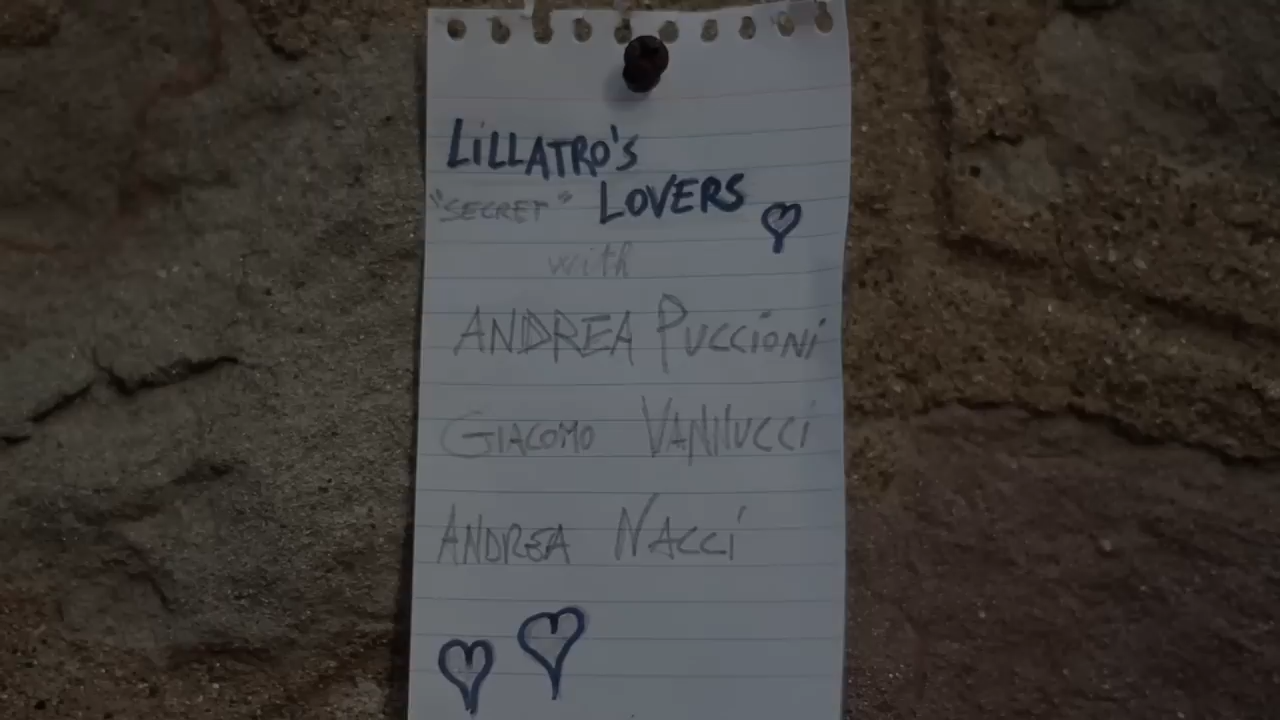 LiLLATRO's
"SECRET" LOVERS
with
ANDREA PUCCiONi
GIACOMO VANNUCCi
ANDREA NACCi